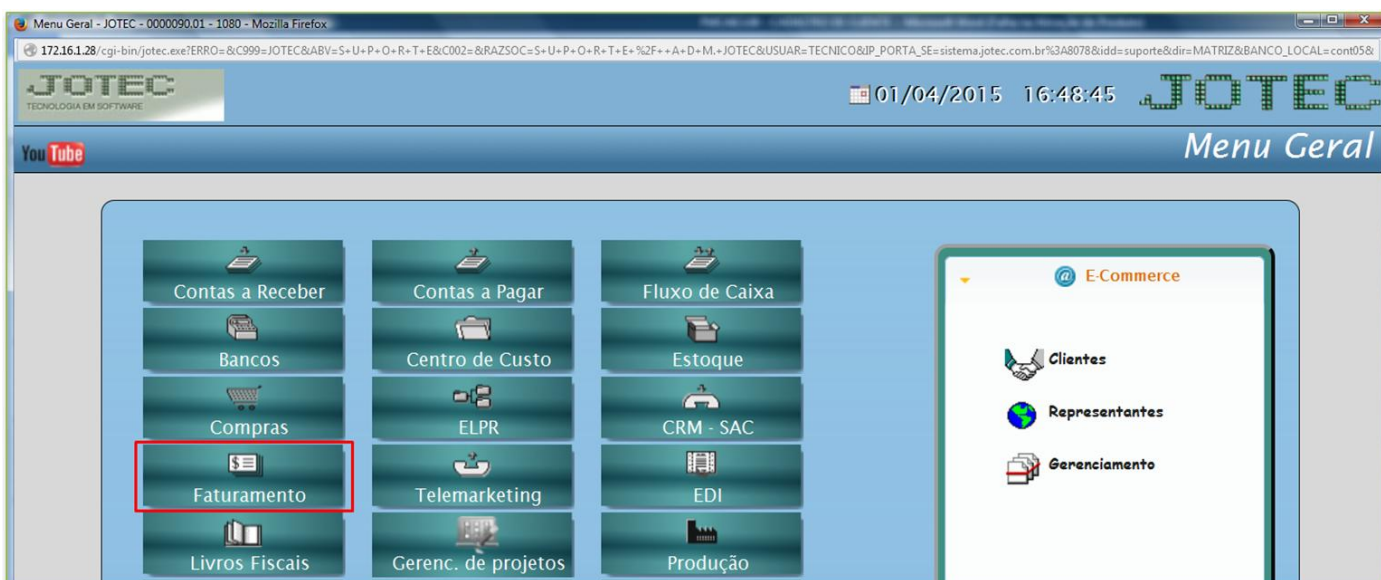 Menu Geral - JOTEC - 0000090.01 - 1080 - Mozilla Firefox
172.16.1.28/cgi-bin/jotec.exe?ERRO=&C999=JOTEC&ABV=S+U+P+O+R+T+E&C002=&RAZSOC=S+U+P+O+R+T+E+%2F++A+D+M.+JOTEC&USUAR=TECNICO&IP_PORTA_SE=sistema.jotec.com.br%3A8078&idd=suporte&dir=MATRIZ&BANCO_LOCAL=cont05&
JOTEC
TECNOLOGIA EM SOFTWARE
01/04/2015 16:48:45 JOTEC
You Tube Menu Geral
Contas a Receber Contas a Pagar Fluxo de Caixa
Bancos Centro de Custo Estoque
Compras ELPR CRM - SAC
Faturamento Telemarketing EDI
Livros Fiscais Gerenc. de projetos Produção
E-Commerce
Clientes
Representantes
Gerenciamento